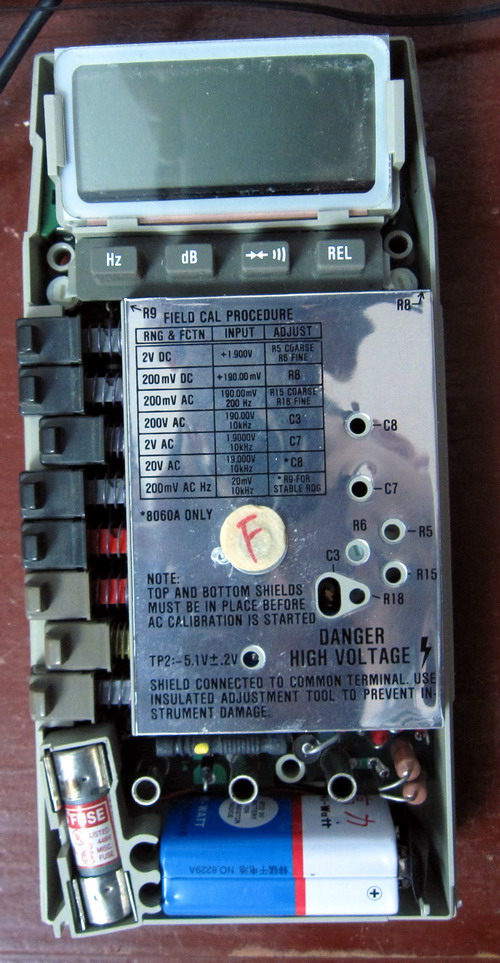 Hz dB REL
R9 FIELD CAL PROCEDURE R8
RNG & FCTN INPUT ADJUST
2V DC +1.900V R5 COARSE R6 FINE
200mV DC +190.00mV R8
200mV AC 190.00mV 200 Hz R15 COARSE R18 FINE
200V AC 190.00V 10kHz C3
2V AC 1.9000V 10kHz C7
20V AC 19.000V 10kHz *C8
200mV AC Hz 20mV 10kHz *R9 FOR STABLE RDG
C8
C7
*8060A ONLY
R6
R5
F
C3
R15
R18
NOTE:
TOP AND BOTTOM SHIELDS
MUST BE IN PLACE BEFORE
AC CALIBRATION IS STARTED
DANGER
HIGH VOLTAGE
TP2:-5.1V±.2V
SHIELD CONNECTED TO COMMON TERMINAL. USE
INSULATED ADJUSTMENT TOOL TO PREVENT IN-
STRUMENT DAMAGE.
FUSE
LISTED
MISC.
FUSE
NO.6229A
+